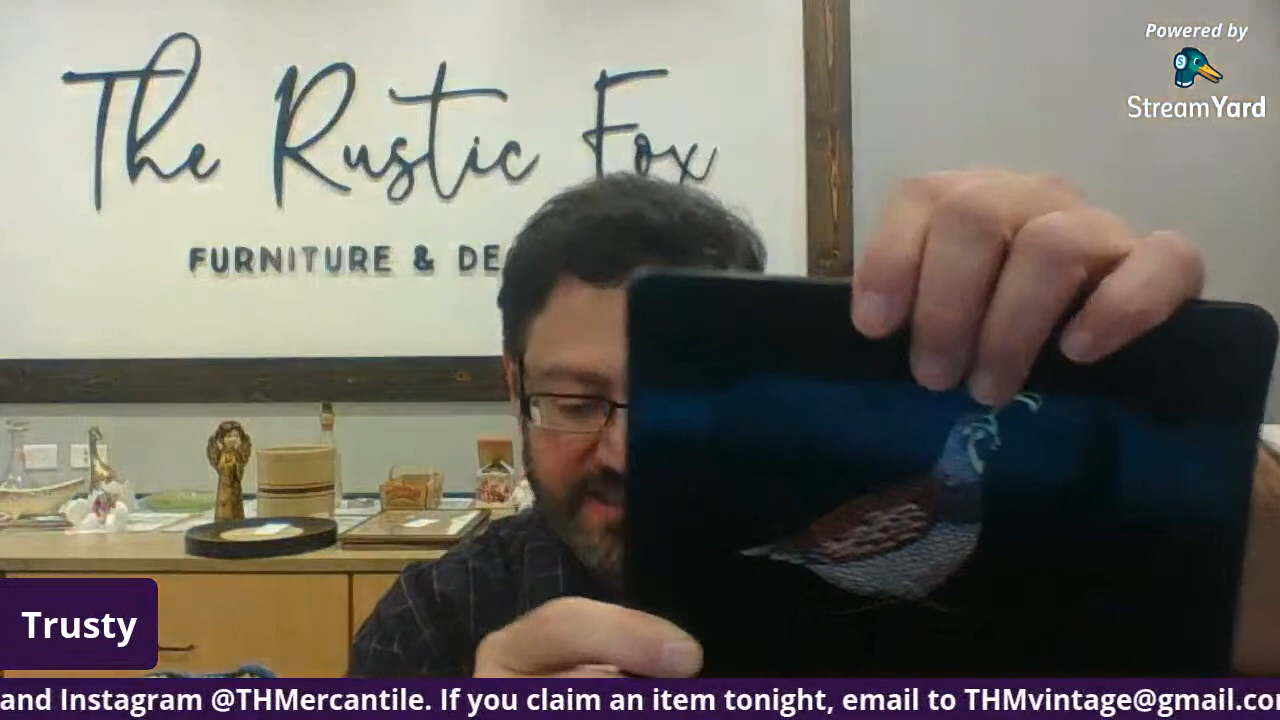 The Rustic Fox
FURNITURE & DE
Powered by
StreamYard
Trusty
and Instagram @THMercantile. If you claim an item tonight, email to THMvintage@gmail.co